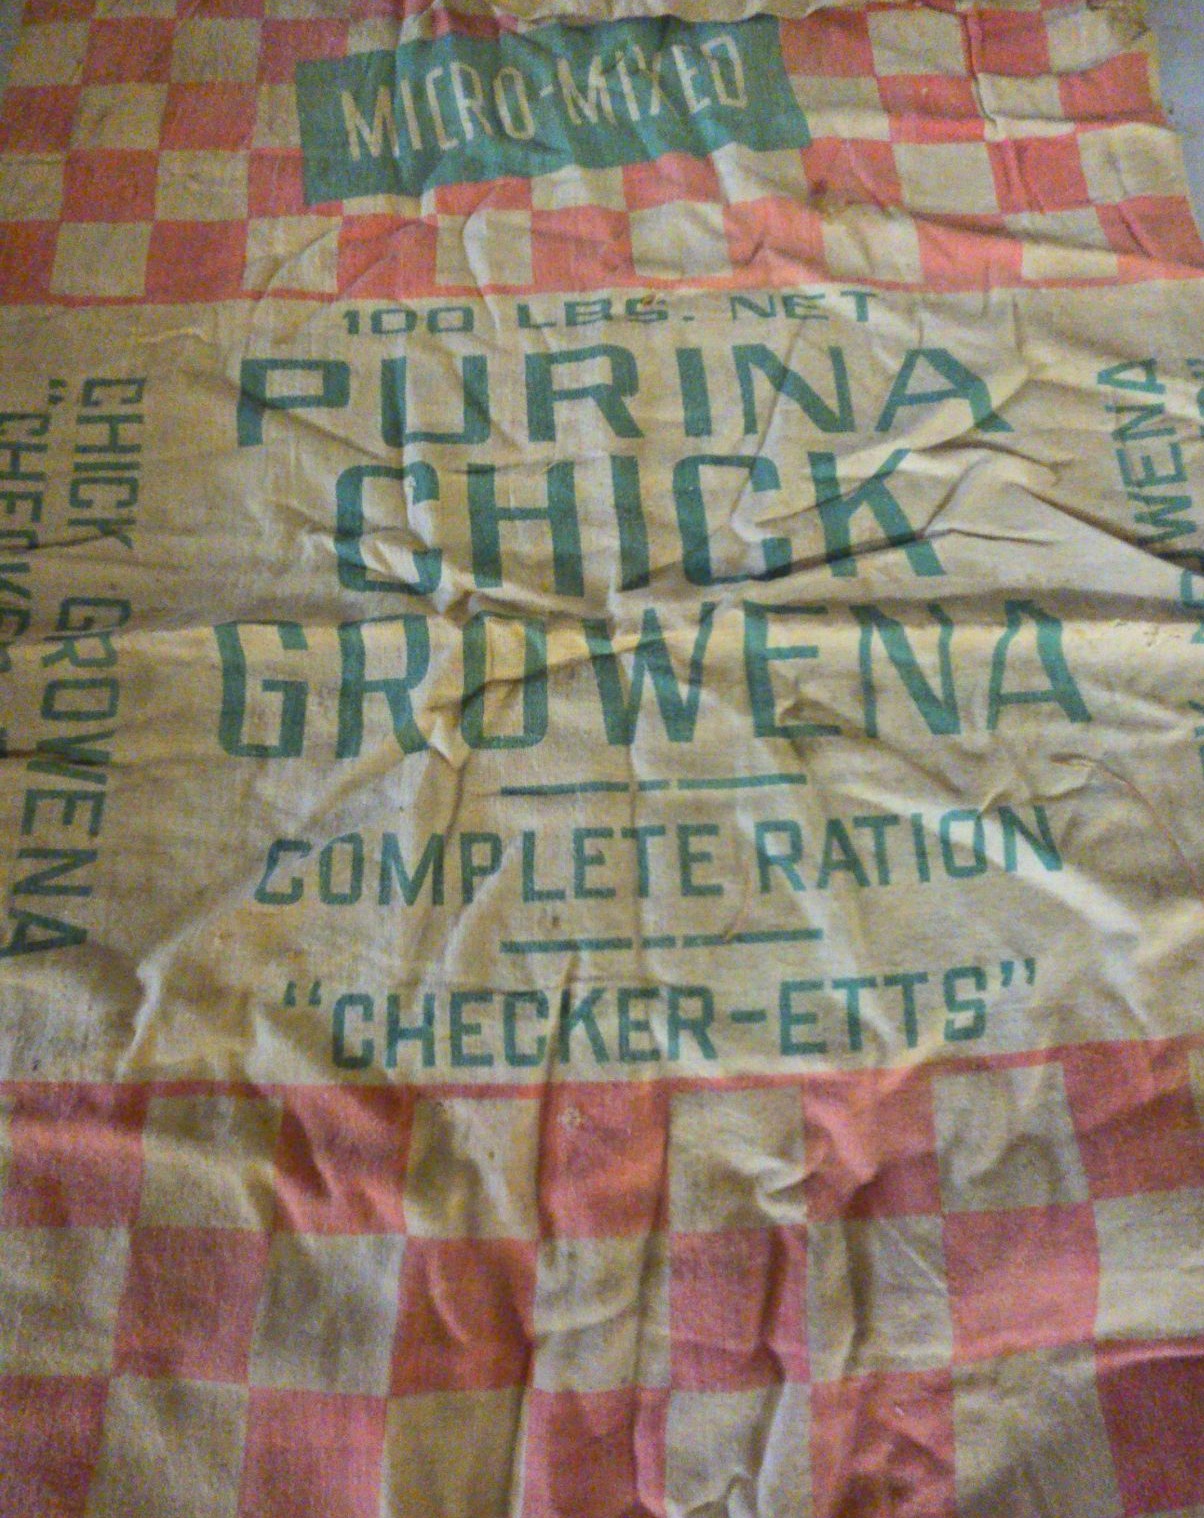 MICRO-MIXED
100 LBS. NET
PURINA
CHICK
GROWENA
COMPLETE RATION
“CHECKER-ETTS”
CHICK GROWENA